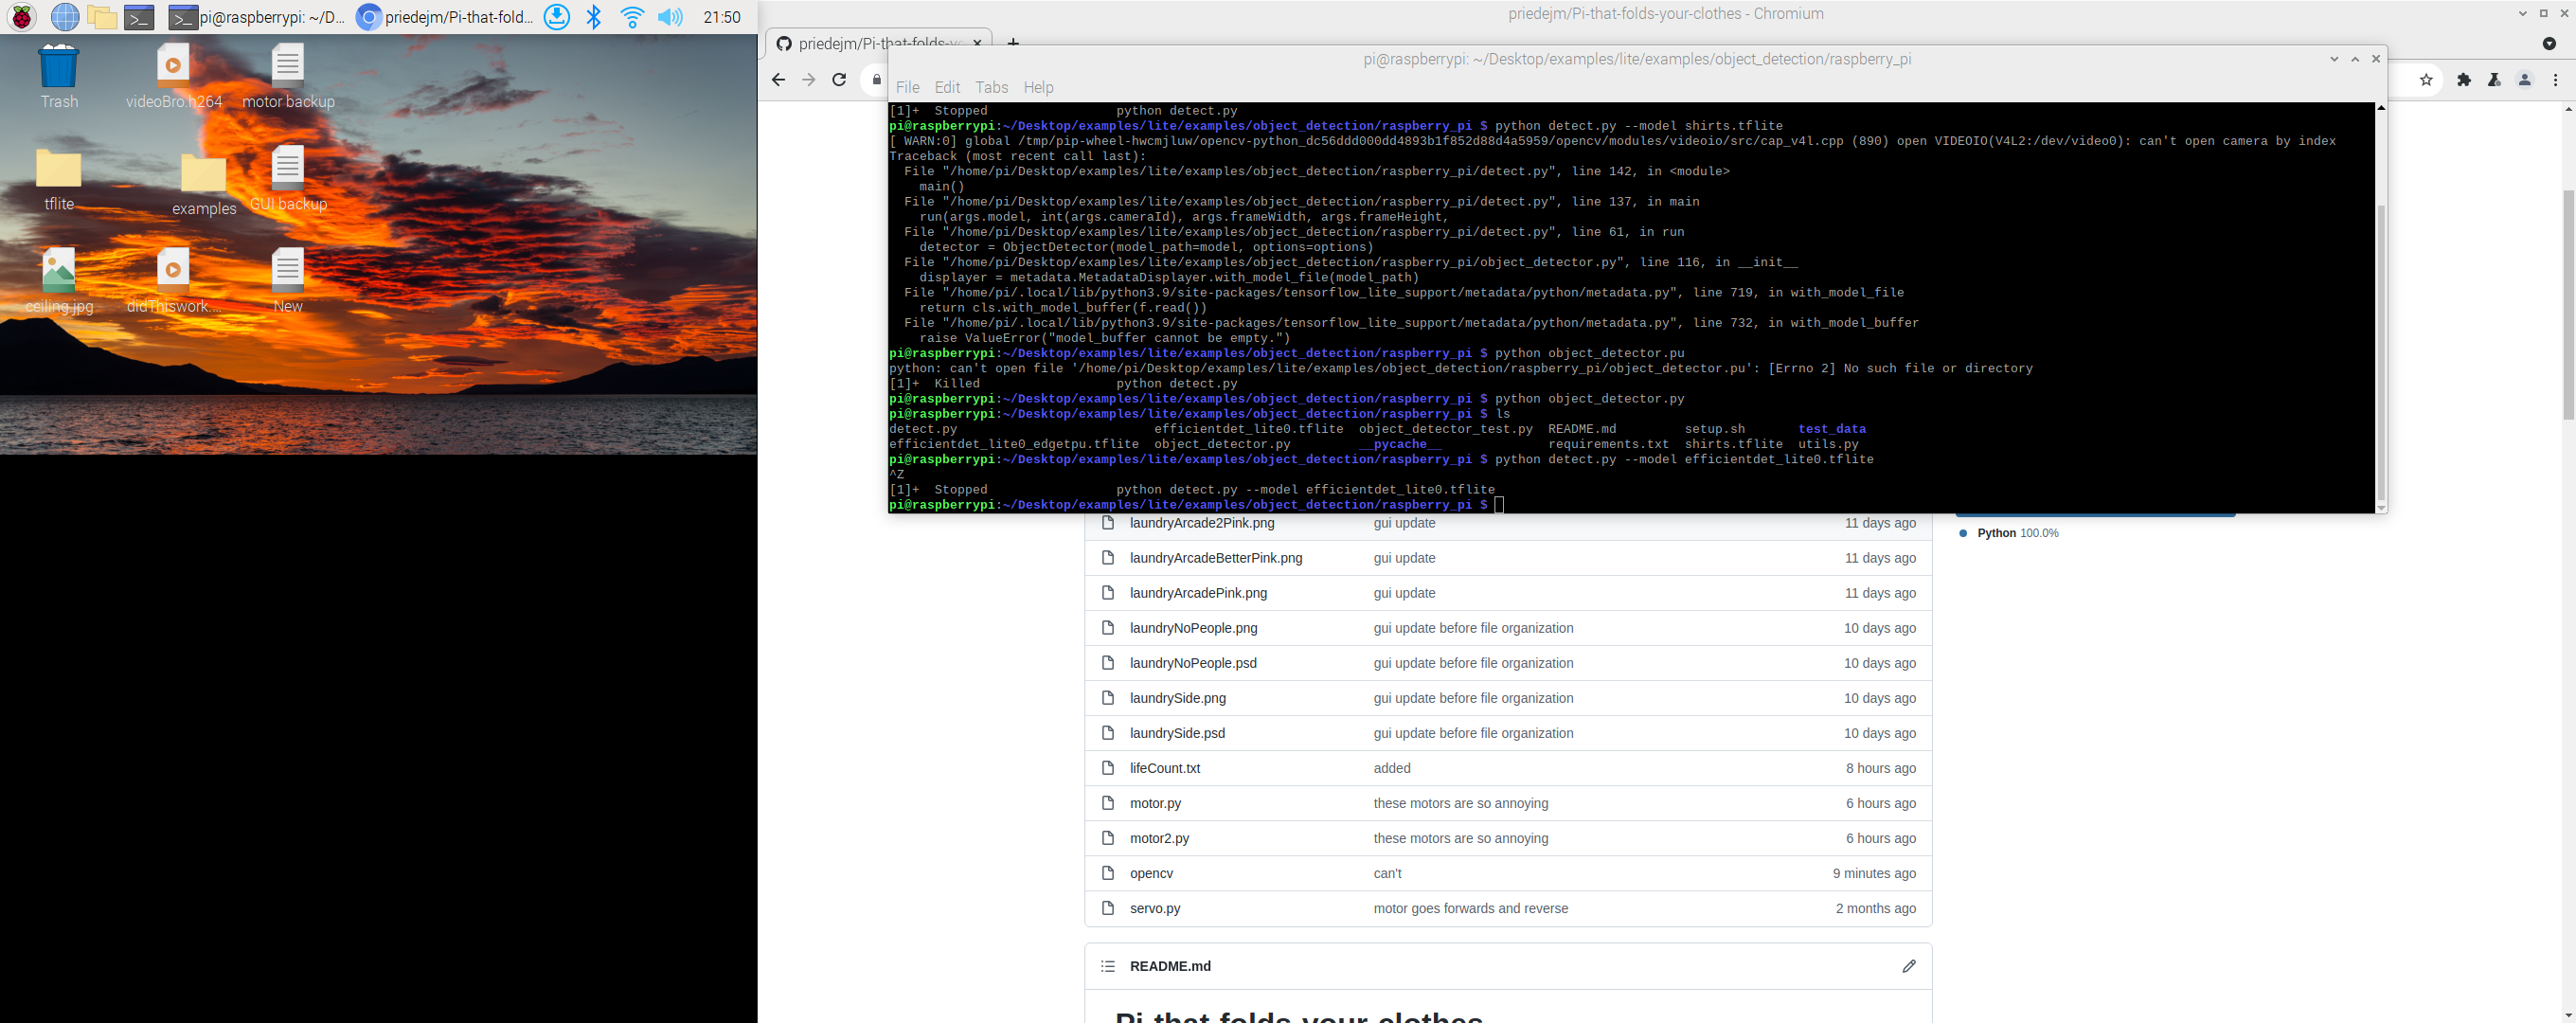 pi@raspberrypi: ~/D...
priedejm/Pi-that-fold...
21:50
Trash
videoBro.h264
motor backup
tflite
examples
GUI backup
ceiling.jpg
didThiswork....
New
priedejm/Pi-that-folds-your-clothes - Chromium
priedejm/Pi-that-folds-yo
pi@raspberrypi: ~/Desktop/examples/lite/examples/object_detection/raspberry_pi
File Edit Tabs Help
[1]+  Stopped                 python detect.py
pi@raspberrypi:~/Desktop/examples/lite/examples/object_detection/raspberry_pi $ python detect.py --model shirts.tflite
[ WARN:0] global /tmp/pip-wheel-hwcmjluw/opencv-python_dc56ddd000dd4893b1f852d88d4a5959/opencv/modules/videoio/src/cap_v4l.cpp (890) open VIDEOIO(V4L2:/dev/video0): can't open camera by index
Traceback (most recent call last):
  File "/home/pi/Desktop/examples/lite/examples/object_detection/raspberry_pi/detect.py", line 142, in <module>
    main()
  File "/home/pi/Desktop/examples/lite/examples/object_detection/raspberry_pi/detect.py", line 137, in main
    run(args.model, int(args.cameraId), args.frameWidth, args.frameHeight,
  File "/home/pi/Desktop/examples/lite/examples/object_detection/raspberry_pi/detect.py", line 61, in run
    detector = ObjectDetector(model_path=model, options=options)
  File "/home/pi/Desktop/examples/lite/examples/object_detection/raspberry_pi/object_detector.py", line 116, in __init__
    displayer = metadata.MetadataDisplayer.with_model_file(model_path)
  File "/home/pi/.local/lib/python3.9/site-packages/tensorflow_lite_support/metadata/python/metadata.py", line 719, in with_model_file
    return cls.with_model_buffer(f.read())
  File "/home/pi/.local/lib/python3.9/site-packages/tensorflow_lite_support/metadata/python/metadata.py", line 732, in with_model_buffer
    raise ValueError("model_buffer cannot be empty.")
pi@raspberrypi:~/Desktop/examples/lite/examples/object_detection/raspberry_pi $ python object_detector.pu
python: can't open file '/home/pi/Desktop/examples/lite/examples/object_detection/raspberry_pi/object_detector.pu': [Errno 2] No such file or directory
[1]+  Killed                  python detect.py
pi@raspberrypi:~/Desktop/examples/lite/examples/object_detection/raspberry_pi $ python object_detector.py
pi@raspberrypi:~/Desktop/examples/lite/examples/object_detection/raspberry_pi $ ls
detect.py                          efficientdet_lite0.tflite  object_detector_test.py  README.md         setup.sh       test_data
efficientdet_lite0_edgetpu.tflite  object_detector.py         __pycache__              requirements.txt  shirts.tflite  utils.py
pi@raspberrypi:~/Desktop/examples/lite/examples/object_detection/raspberry_pi $ python detect.py --model efficientdet_lite0.tflite
^Z
[1]+  Stopped                 python detect.py --model efficientdet_lite0.tflite
pi@raspberrypi:~/Desktop/examples/lite/examples/object_detection/raspberry_pi $
laundryArcade2Pink.png gui update 11 days ago
Python 100.0%
laundryArcadeBetterPink.png gui update 11 days ago
laundryArcadePink.png gui update 11 days ago
laundryNoPeople.png gui update before file organization 10 days ago
laundryNoPeople.psd gui update before file organization 10 days ago
laundrySide.png gui update before file organization 10 days ago
laundrySide.psd gui update before file organization 10 days ago
lifeCount.txt added 8 hours ago
motor.py these motors are so annoying 6 hours ago
motor2.py these motors are so annoying 6 hours ago
opencv can't 9 minutes ago
servo.py motor goes forwards and reverse 2 months ago
README.md
Pi-that-folds-your-clothes